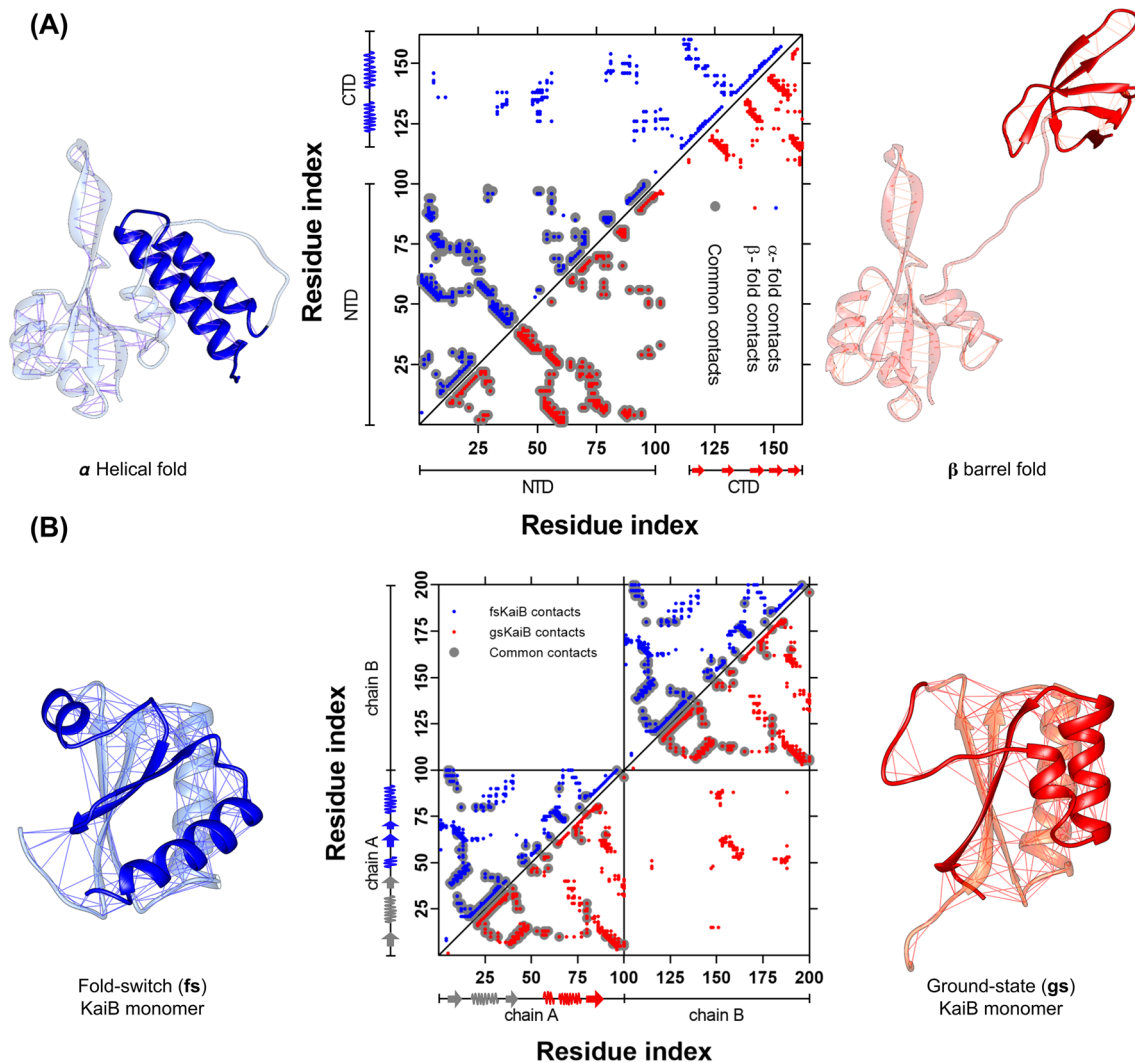 (A)
CTD
NTD
Residue index
150
125
100
75
50
25
α- fold contacts
β- fold contacts
Common contacts
25
50
75
100
125
150
NTD
CTD
Residue index
α Helical fold
β barrel fold
(B)
chain B
chain A
Residue index
200
175
150
125
100
75
50
25
fsKaiB contacts
gsKaiB contacts
Common contacts
25
50
75
100
125
150
175
200
chain A
chain B
Residue index
Fold-switch (fs)
KaiB monomer
Ground-state (gs)
KaiB monomer